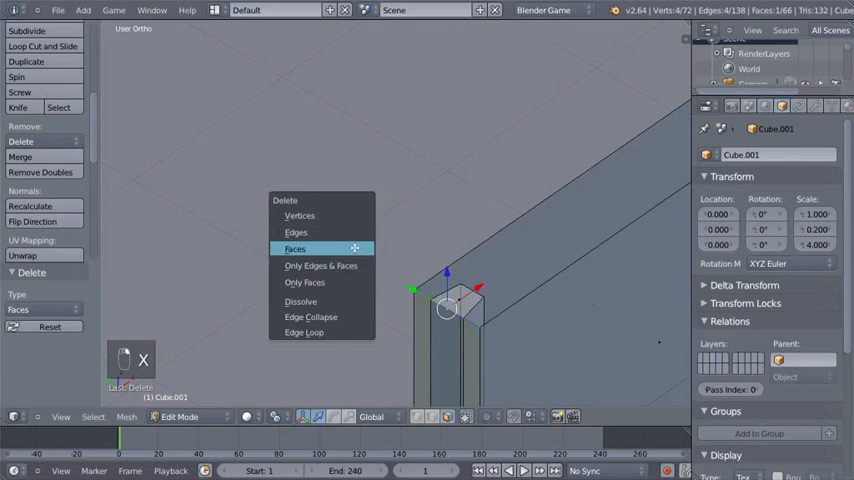 Add Game Window Help Default Scene Blender Game v2.64 | Verts:4/72 | Edges:4/138 | Faces:1/66 | Tris:132 | Cube
View Search All Scenes
RenderLayers
World
Subdivide
Loop Cut and Slide
Duplicate
Spin
Screw
Knife Select
Remove:
Delete
Merge
Remove Doubles
Normals:
Recalculate
Flip Direction
UV Mapping:
Unwrap
Delete
Type
Faces
Reset
User Ortho
Delete
Vertices
Edges
Faces
Only Edges & Faces
Only Faces
Dissolve
Edge Collapse
Edge Loop
X
Last: Delete
(1) Cube.001
Cube.001
Cube.001
Transform
Location: Rotation: Scale:
0.000 0° 1.000
0.000 0° 0.200
0.000 0° 4.000
Rotation M XYZ Euler
Delta Transform
Transform Locks
Relations
Layers: Parent:
Object
Pass Index: 0
Groups
Add to Group
Display
Type: Tex
View Select Mesh Edit Mode Global
-40 -20 0 20 40 60 80 100 120 140 160 180 200 220 240 260
View Marker Frame Playback Start: 1 End: 240 1 No Sync